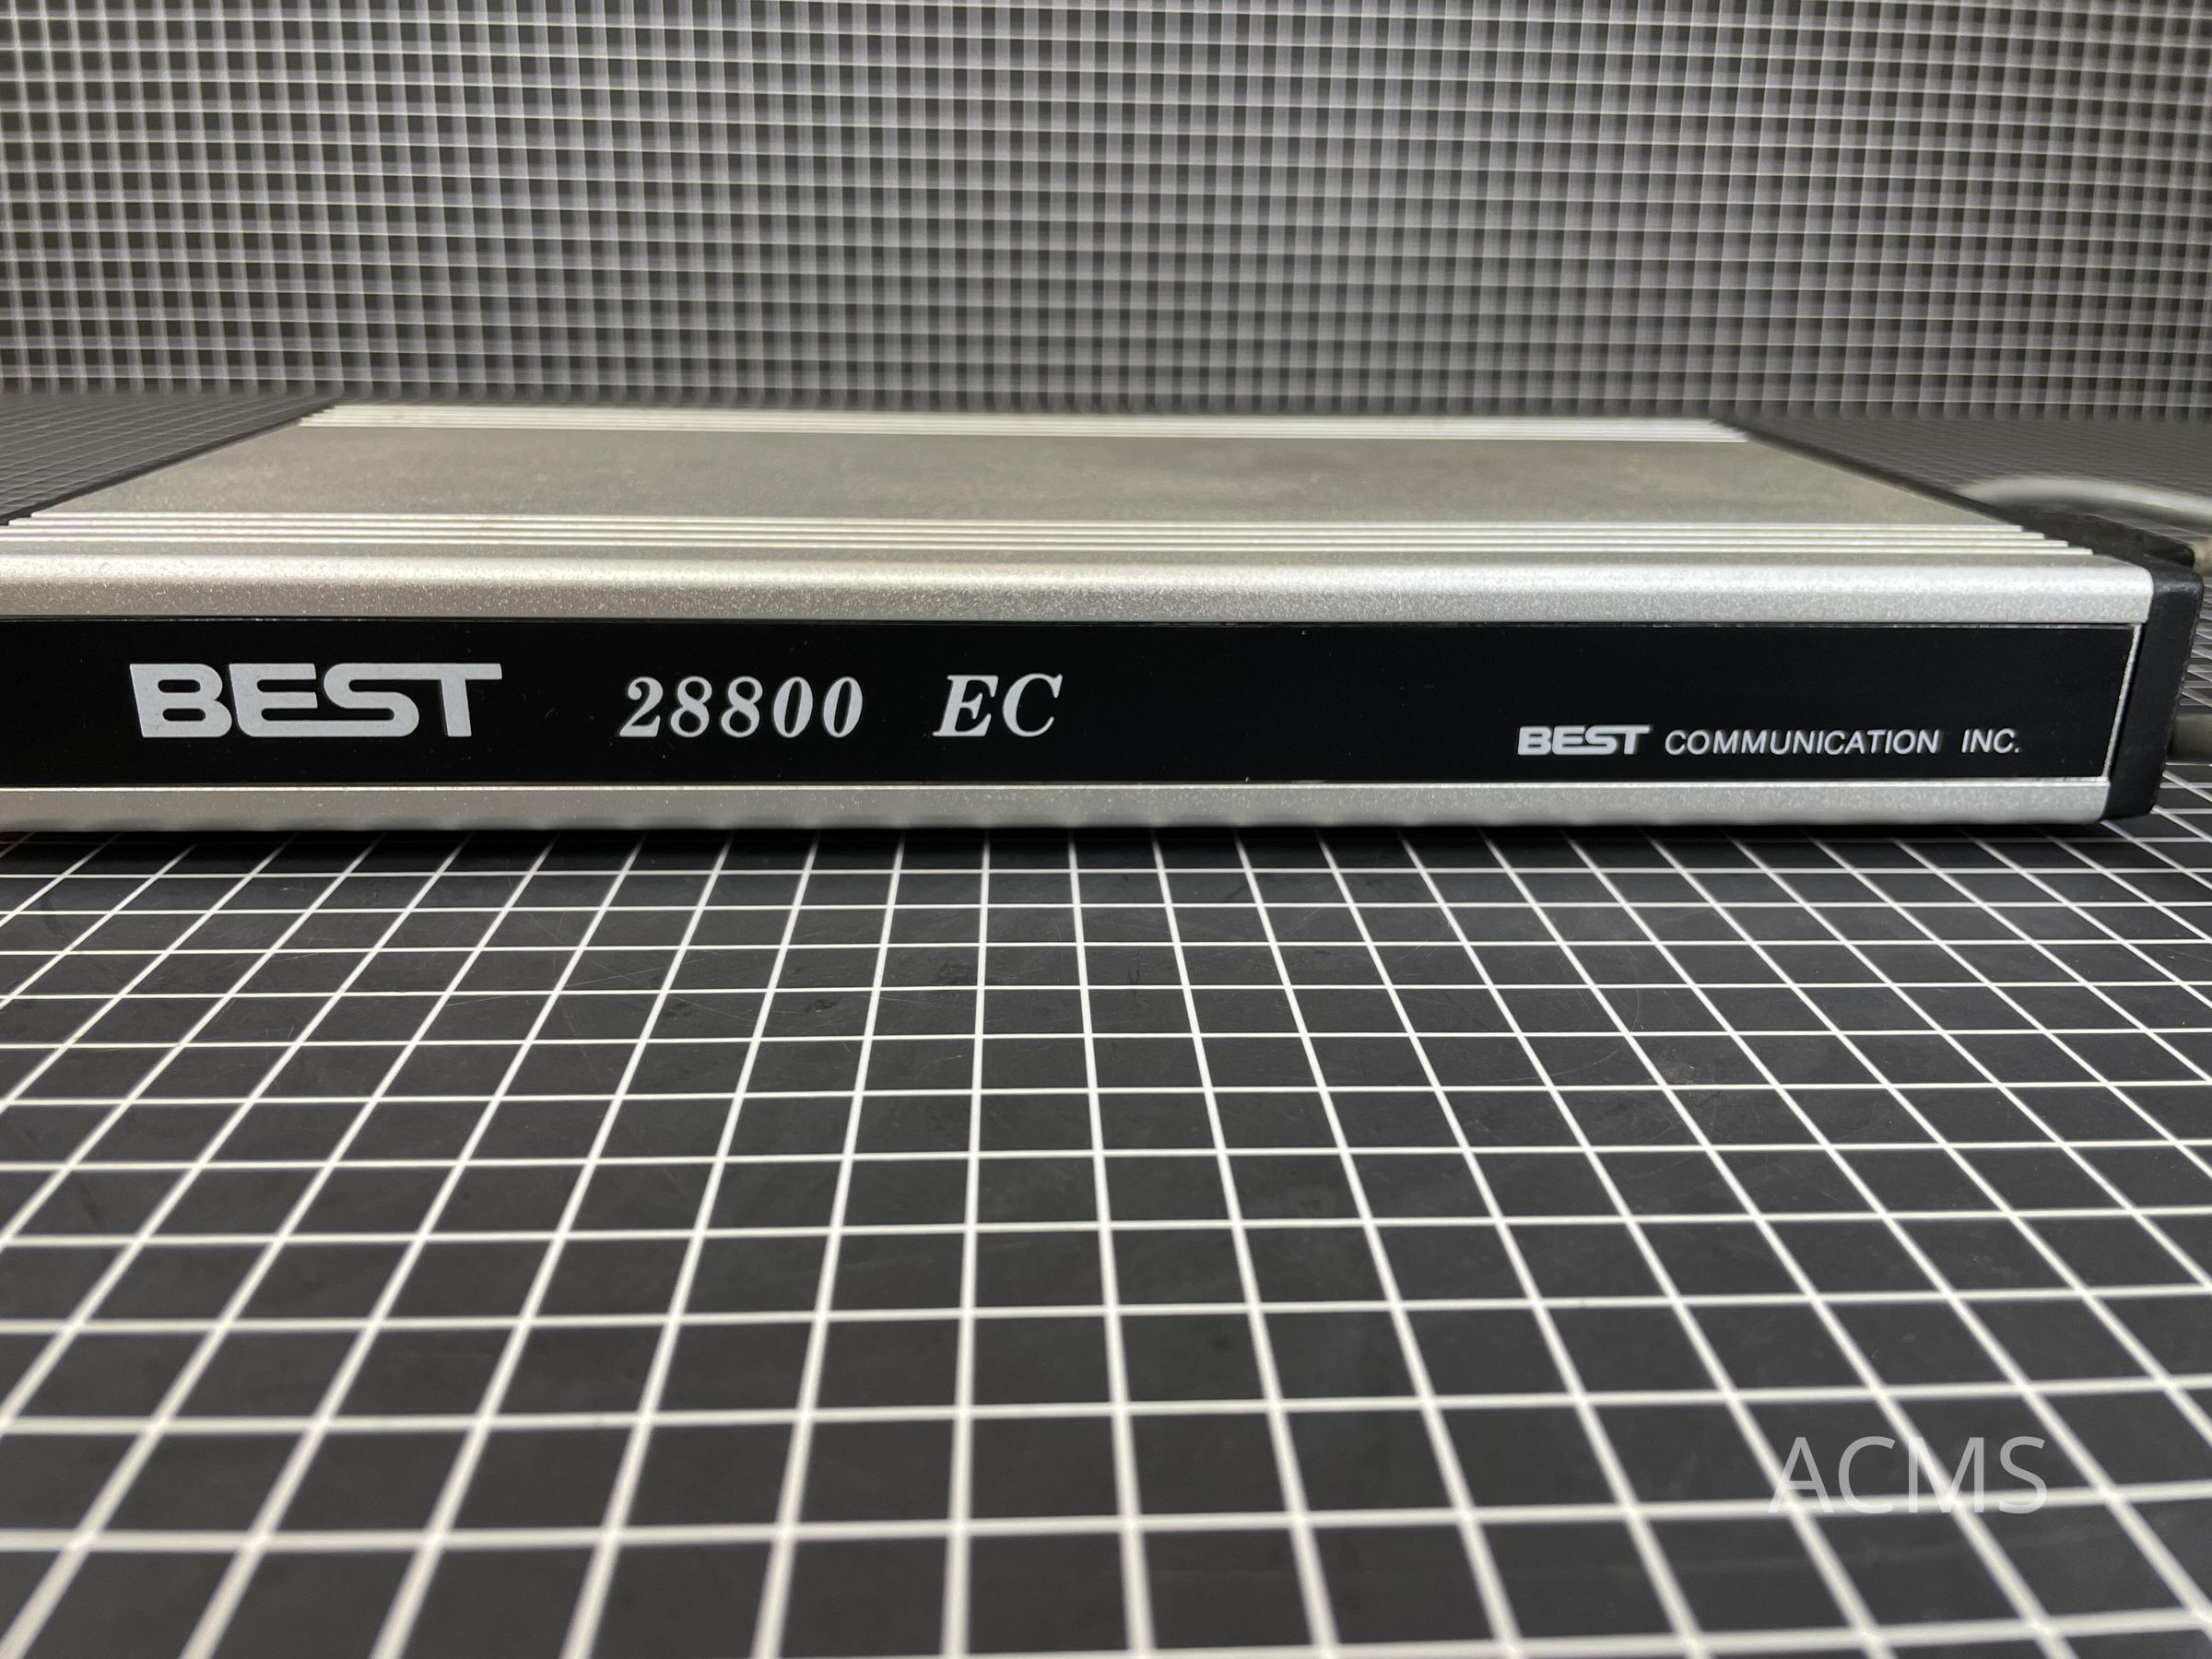 BEST 28800 EC
BEST COMMUNICATION INC.
ACMS